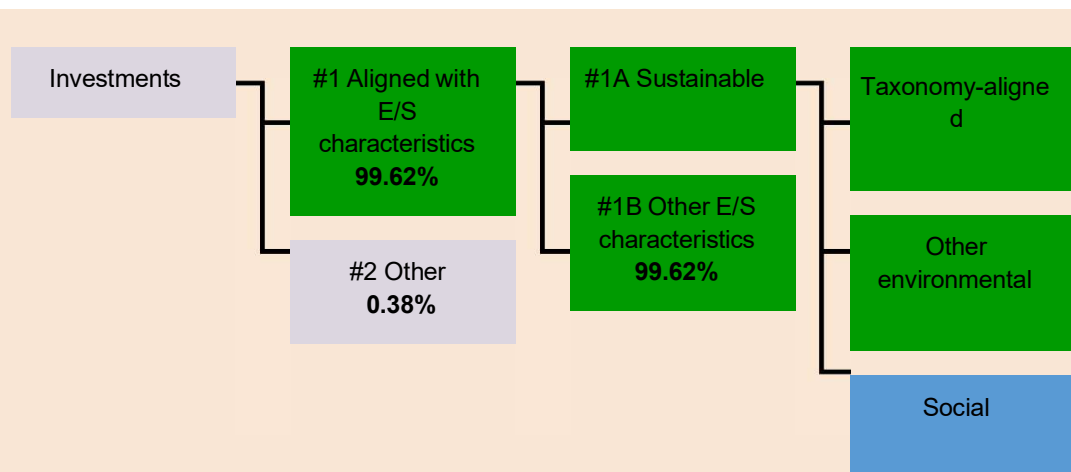 Investments
#1 Aligned with
E/S
characteristics
99.62%
#2 Other
0.38%
#1A Sustainable
#1B Other E/S
characteristics
99.62%
Taxonomy-aligne
d
Other
environmental
Social